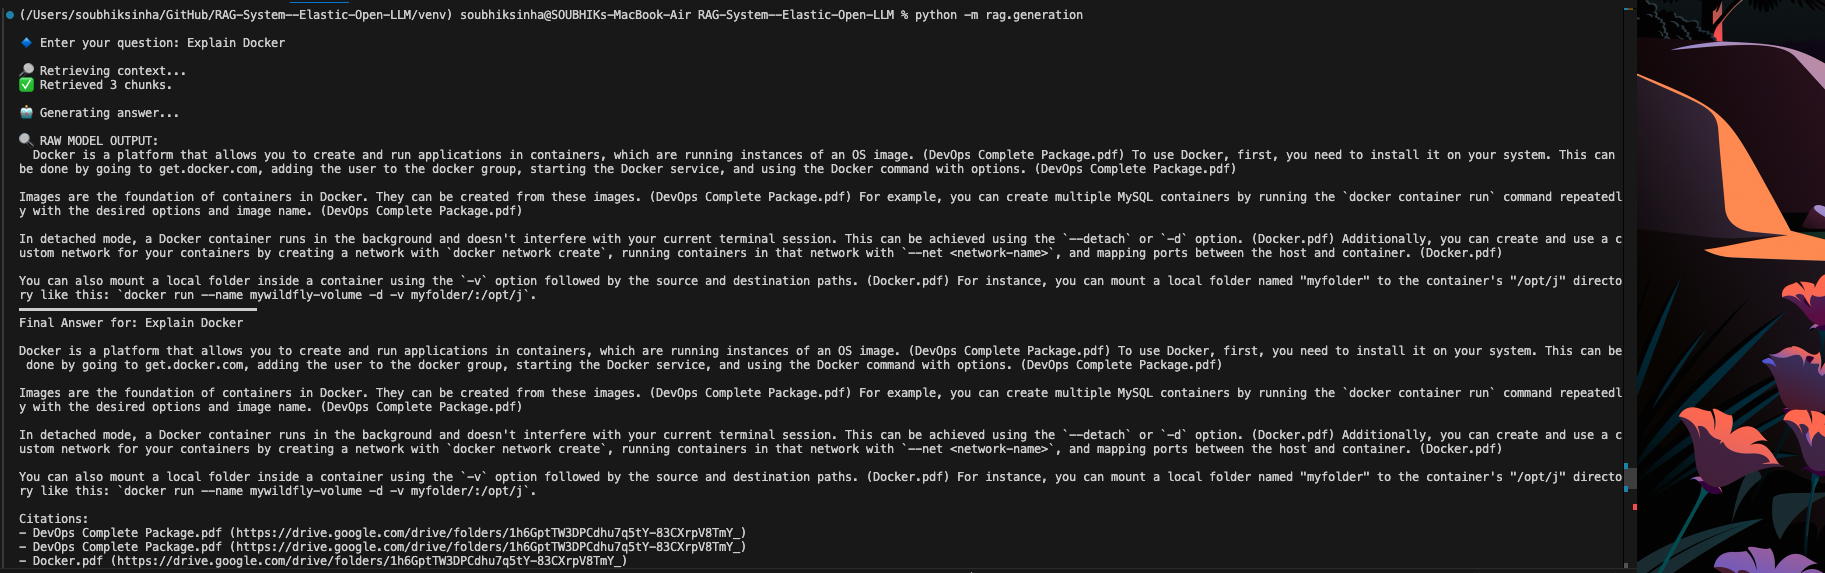 (/Users/soubhiksinha/GitHub/RAG-System--Elastic-Open-LLM/venv) soubhiksinha@SOUBHIKs-MacBook-Air RAG-System--Elastic-Open-LLM % python -m rag.generation
🔹 Enter your question: Explain Docker
🔎 Retrieving context...
✅ Retrieved 3 chunks.
🤖 Generating answer...
🔍 RAW MODEL OUTPUT:
Docker is a platform that allows you to create and run applications in containers, which are running instances of an OS image. (DevOps Complete Package.pdf) To use Docker, first, you need to install it on your system. This can
be done by going to get.docker.com, adding the user to the docker group, starting the Docker service, and using the Docker command with options. (DevOps Complete Package.pdf)
Images are the foundation of containers in Docker. They can be created from these images. (DevOps Complete Package.pdf) For example, you can create multiple MySQL containers by running the `docker container run` command repeatedl
y with the desired options and image name. (DevOps Complete Package.pdf)
In detached mode, a Docker container runs in the background and doesn't interfere with your current terminal session. This can be achieved using the `--detach` or `-d` option. (Docker.pdf) Additionally, you can create and use a c
ustom network for your containers by creating a network with `docker network create`, running containers in that network with `--net <network-name>`, and mapping ports between the host and container. (Docker.pdf)
You can also mount a local folder inside a container using the `-v` option followed by the source and destination paths. (Docker.pdf) For instance, you can mount a local folder named "myfolder" to the container's "/opt/j" directo
ry like this: `docker run --name mywildfly-volume -d -v myfolder/:/opt/j`.
Final Answer for: Explain Docker
Docker is a platform that allows you to create and run applications in containers, which are running instances of an OS image. (DevOps Complete Package.pdf) To use Docker, first, you need to install it on your system. This can be
done by going to get.docker.com, adding the user to the docker group, starting the Docker service, and using the Docker command with options. (DevOps Complete Package.pdf)
Images are the foundation of containers in Docker. They can be created from these images. (DevOps Complete Package.pdf) For example, you can create multiple MySQL containers by running the `docker container run` command repeatedl
y with the desired options and image name. (DevOps Complete Package.pdf)
In detached mode, a Docker container runs in the background and doesn't interfere with your current terminal session. This can be achieved using the `--detach` or `-d` option. (Docker.pdf) Additionally, you can create and use a c
ustom network for your containers by creating a network with `docker network create`, running containers in that network with `--net <network-name>`, and mapping ports between the host and container. (Docker.pdf)
You can also mount a local folder inside a container using the `-v` option followed by the source and destination paths. (Docker.pdf) For instance, you can mount a local folder named "myfolder" to the container's "/opt/j" directo
ry like this: `docker run --name mywildfly-volume -d -v myfolder/:/opt/j`.
Citations:
- DevOps Complete Package.pdf (https://drive.google.com/drive/folders/1h6GptTW3DPCdhu7q5tY-83CXrpV8TmY_)
- DevOps Complete Package.pdf (https://drive.google.com/drive/folders/1h6GptTW3DPCdhu7q5tY-83CXrpV8TmY_)
- Docker.pdf (https://drive.google.com/drive/folders/1h6GptTW3DPCdhu7q5tY-83CXrpV8TmY_)